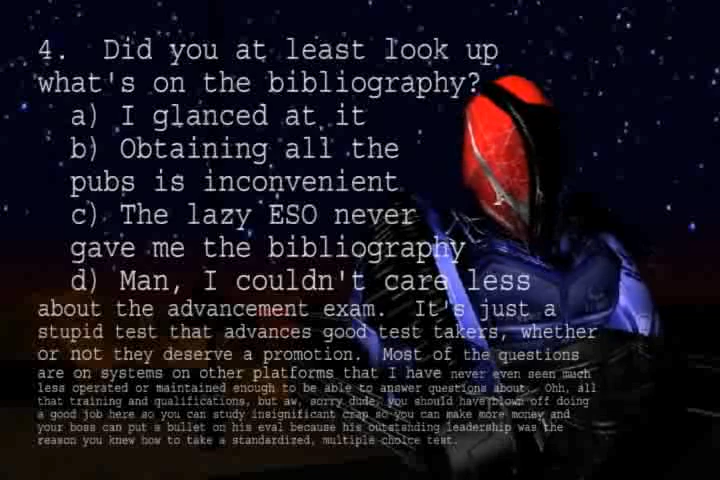 4.  Did you at least look up
what's on the bibliography?
a) I glanced at it
b) Obtaining all the
pubs is inconvenient
c) The lazy ESO never
gave me the bibliography
d) Man, I couldn't care less
about the advancement exam.  It's just a
stupid test that advances good test takers, whether
or not they deserve a promotion.  Most of the questions
are on systems on other platforms that I have never even seen much
less operated or maintained enough to be able to answer questions about.  Ohh, all
that training and qualifications, but aw, sorry dude, you should have blown off doing
a good job here so you can study insignificant crap so you can make more money and
your boss can put a bullet on his eval because his outstanding leadership was the
reason you knew how to take a standardized, multiple-choice test.